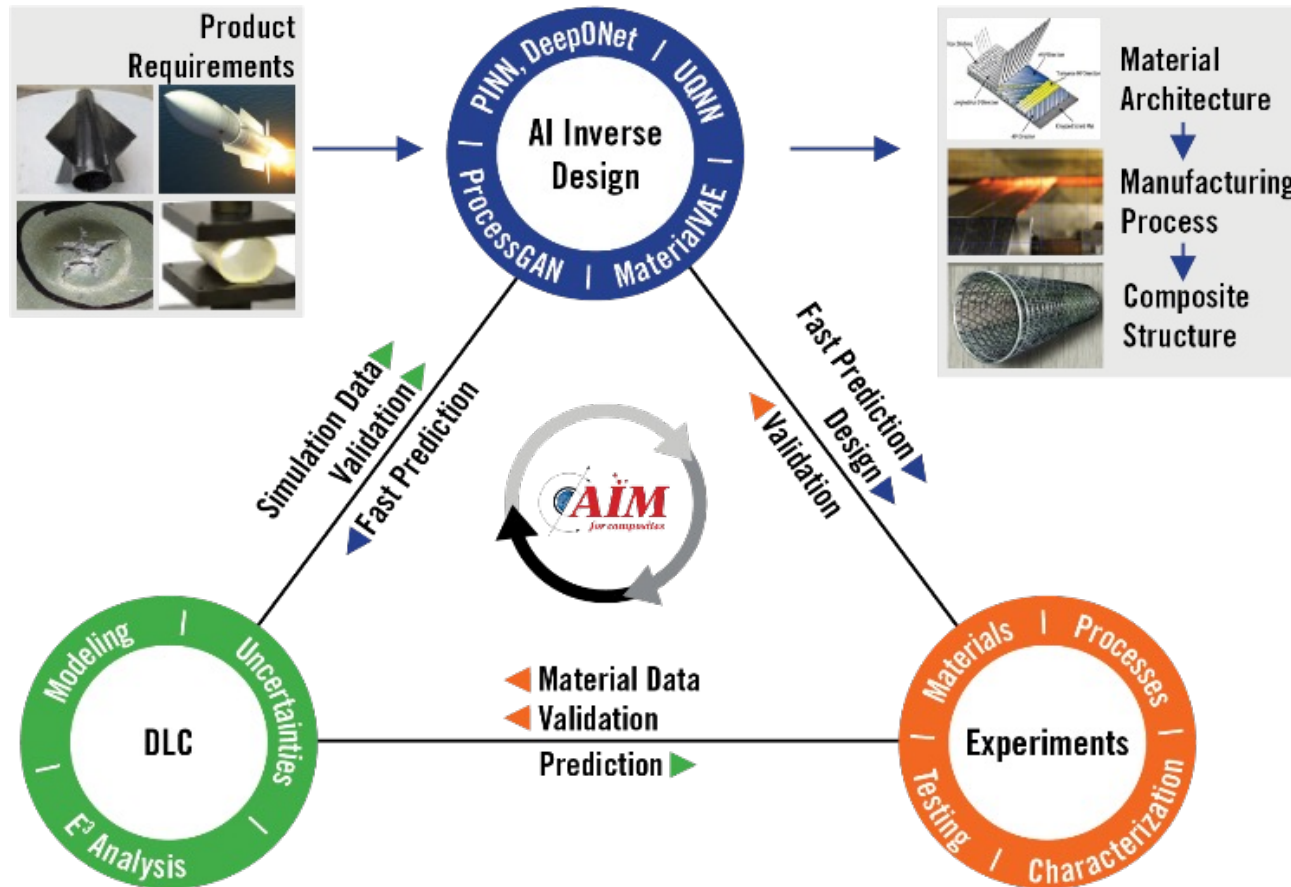 Product
Requirements
PINN, DeepONet | UQNN | MaterialVAE | ProcessGAN |
AI Inverse
Design
Material
Architecture
Manufacturing
Process
Composite
Structure
Simulation Data
Validation
Fast Prediction
Fast Prediction
Design
Validation
AIM
for composites
Modeling | Uncertainties | E³ Analysis |
DLC
Material Data
Validation
Prediction
Materials | Processes | Characterization | Testing |
Experiments